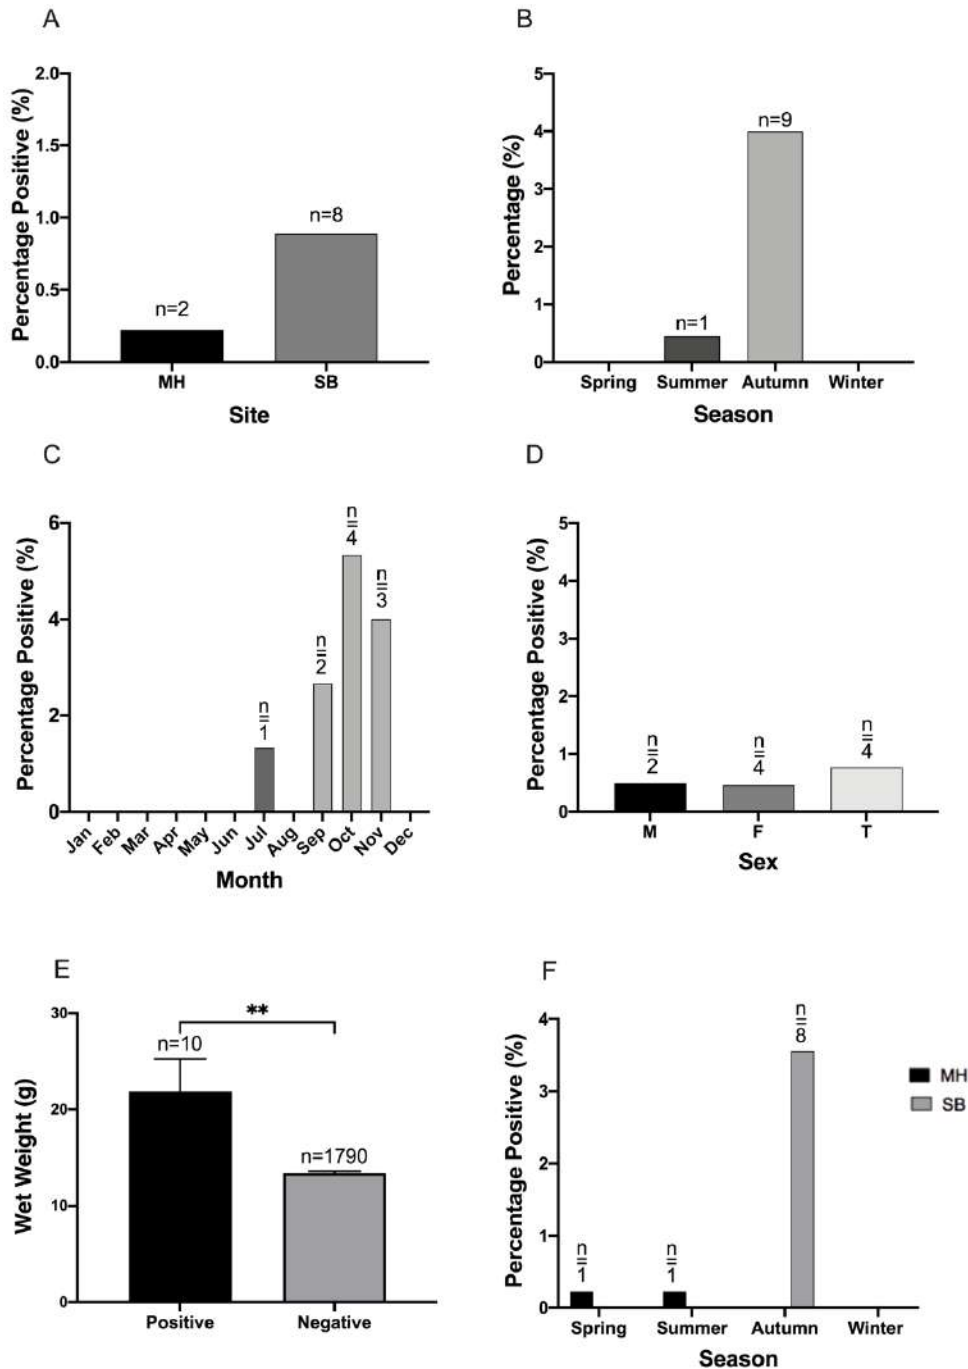 A
Percentage Positive (%)
2.0
1.5
1.0
0.5
0.0
n=2
n=8
MH
SB
Site
B
Percentage (%)
5
4
3
2
1
0
n=1
n=9
Spring
Summer
Autumn
Winter
Season
C
Percentage Positive (%)
6
4
2
0
n=1
n=2
n=4
n=3
Jan
Feb
Mar
Apr
May
Jun
Jul
Aug
Sep
Oct
Nov
Dec
Month
D
Percentage Positive (%)
5
4
3
2
1
0
n=2
n=4
n=4
M
F
T
Sex
E
Wet Weight (g)
30
20
10
0
**
n=10
n=1790
Positive
Negative
F
Percentage Positive (%)
4
3
2
1
0
n=1
n=1
n=8
Spring
Summer
Autumn
Winter
Season
MH
SB